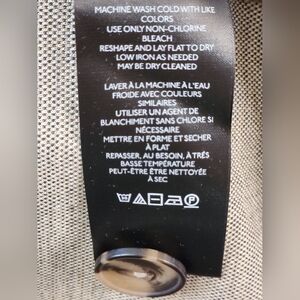 MACHINE WASH COLD WITH LIKE
COLORS
USE ONLY NON-CHLORINE
BLEACH
RESHAPE AND LAY FLAT TO DRY
LOW IRON AS NEEDED
MAY BE DRY CLEANED
LAVER À LA MACHINE À L'EAU
FROIDE AVEC COULEURS
SIMILAIRES
UTILISER UN AGENT DE
BLANCHIMENT SANS CHLORE SI
NÉCESSAIRE
METTRE EN FORME ET SECHER
À PLAT
REPASSER, AU BESOIN, À TRÉS
BASSE TEMPÉRATURE
PEUT-ÊTRE ÊTRE NETTOYÉE
À SEC